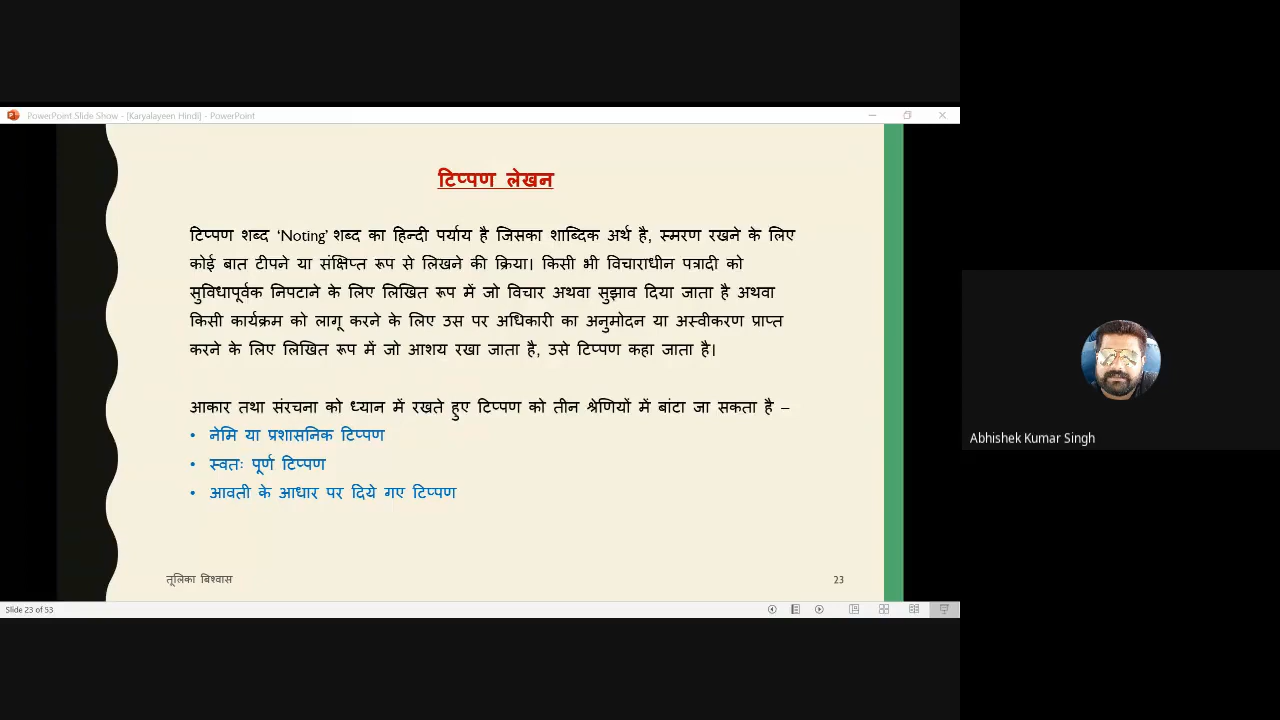 PowerPoint Slide Show - [Karyalayeen Hindi] - PowerPoint
टिप्पण लेखन
टिप्पण शब्द ‘Noting’ शब्द का हिन्दी पर्याय है जिसका शाब्दिक अर्थ है, स्मरण रखने के लिए
कोई बात टीपने या संक्षिप्त रूप से लिखने की क्रिया। किसी भी विचाराधीन पत्रादी को
सुविधापूर्वक निपटाने के लिए लिखित रूप में जो विचार अथवा सुझाव दिया जाता है अथवा
किसी कार्यक्रम को लागू करने के लिए उस पर अधिकारी का अनुमोदन या अस्वीकरण प्राप्त
करने के लिए लिखित रूप में जो आशय रखा जाता है, उसे टिप्पण कहा जाता है।
आकार तथा संरचना को ध्यान में रखते हुए टिप्पण को तीन श्रेणियों में बांटा जा सकता है –
• नेमि या प्रशासनिक टिप्पण
• स्वतः पूर्ण टिप्पण
• आवती के आधार पर दिये गए टिप्पण
तूलिका बिश्वास
23
Slide 23 of 53
Abhishek Kumar Singh